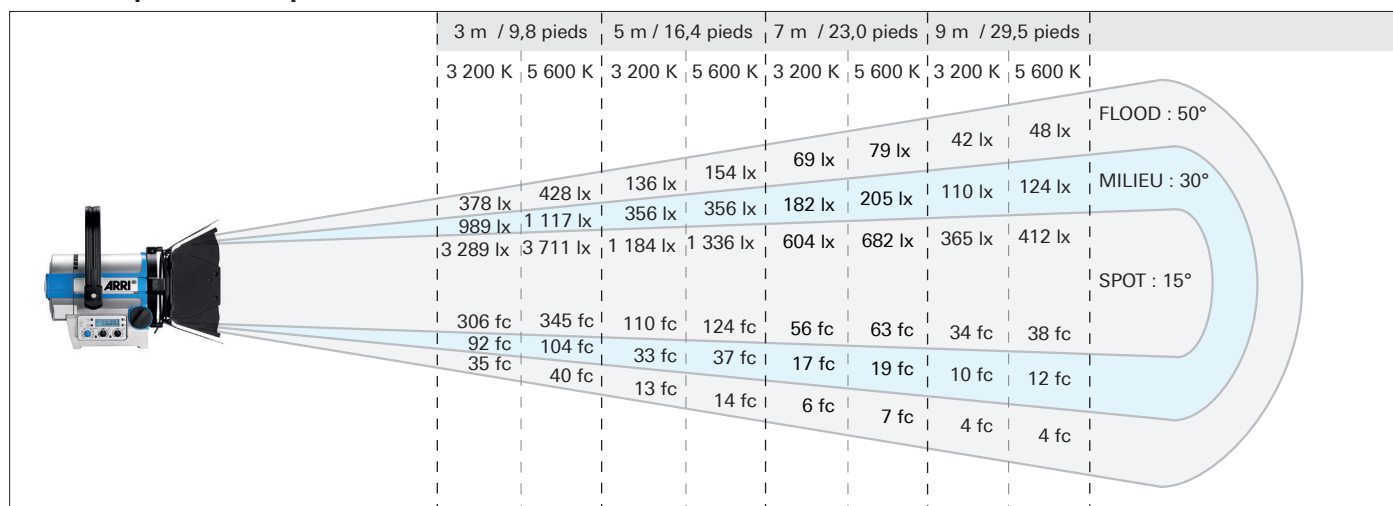 3 m / 9,8 pieds 5 m / 16,4 pieds 7 m / 23,0 pieds 9 m / 29,5 pieds
3 200 K 5 600 K 3 200 K 5 600 K 3 200 K 5 600 K 3 200 K 5 600 K
FLOOD : 50°
378 lx 428 lx 136 lx 154 lx 69 lx 79 lx 42 lx 48 lx
MILIEU : 30°
989 lx 1 117 lx 356 lx 356 lx 182 lx 205 lx 110 lx 124 lx
3 289 lx 3 711 lx 1 184 lx 1 336 lx 604 lx 682 lx 365 lx 412 lx
ARRI®
SPOT : 15°
306 fc 345 fc 110 fc 124 fc 56 fc 63 fc 34 fc 38 fc
92 fc 104 fc 33 fc 37 fc 17 fc 19 fc 10 fc 12 fc
35 fc 40 fc 13 fc 14 fc 6 fc 7 fc 4 fc 4 fc